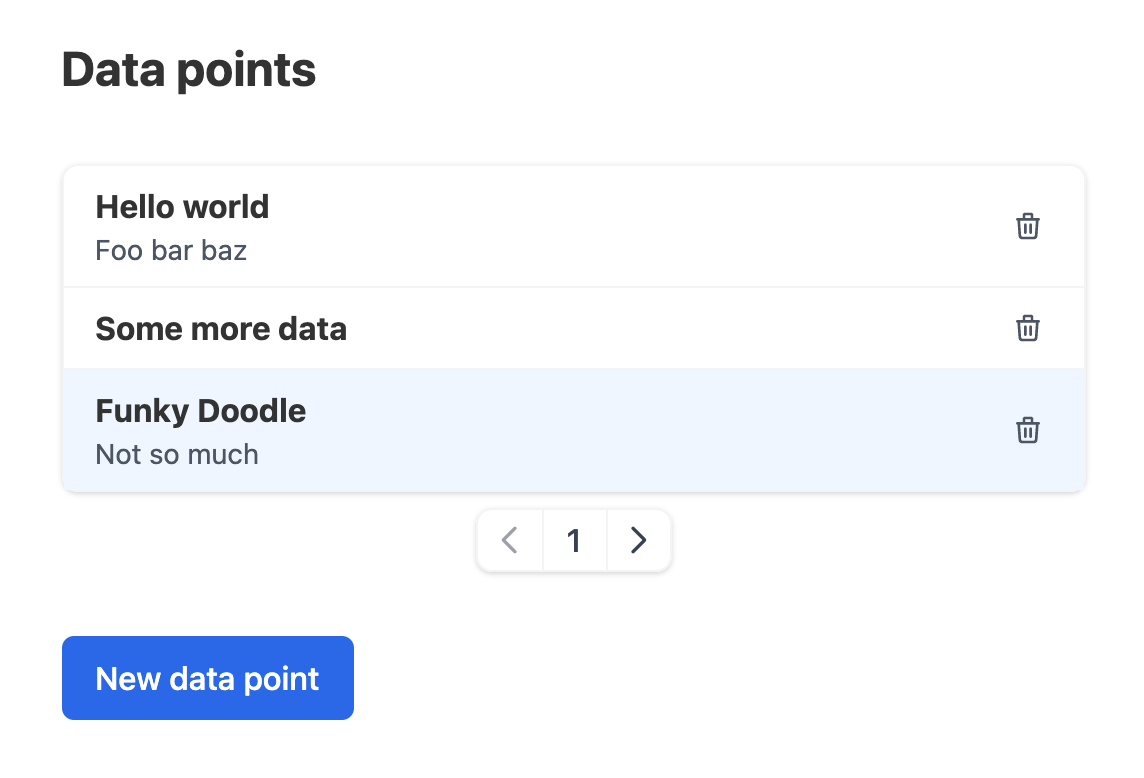 Data points
Hello world
Foo bar baz
Some more data
Funky Doodle
Not so much
1
New data point